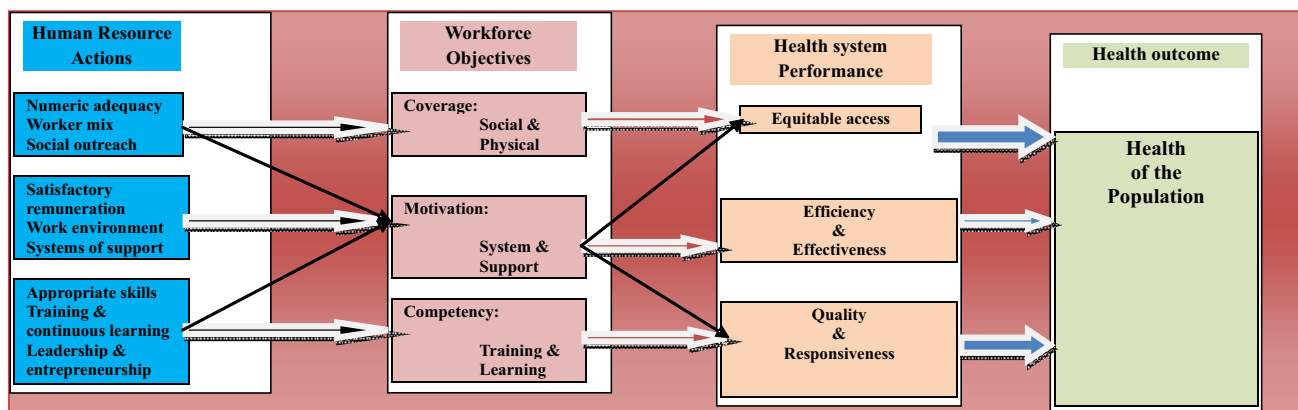 Human Resource
Actions
Numeric adequacy
Worker mix
Social outreach
Satisfactory
remuneration
Work environment
Systems of support
Appropriate skills
Training &
continuous learning
Leadership &
entrepreneurship
Workforce
Objectives
Coverage:
Social &
Physical
Motivation:
System &
Support
Competency:
Training &
Learning
Health system
Performance
Equitable access
Efficiency
&
Effectiveness
Quality
&
Responsiveness
Health outcome
Health
of the
Population